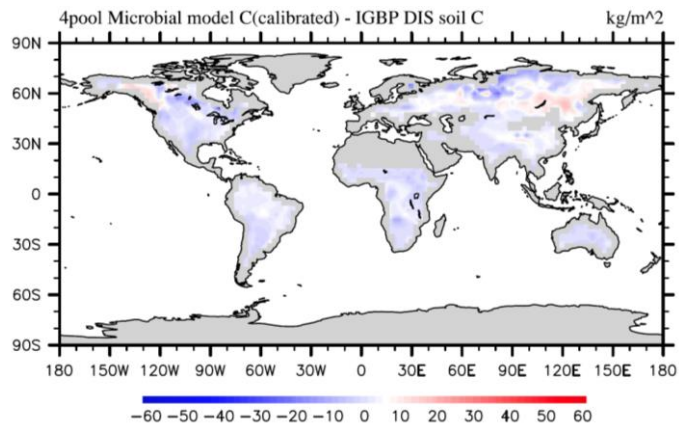 4pool Microbial model C(calibrated) - IGBP DIS soil C kg/m^2
90N
60N
30N
0
30S
60S
90S
180 150W 120W 90W 60W 30W 0 30E 60E 90E 120E 150E 180
-60 -50 -40 -30 -20 -10 0 10 20 30 40 50 60